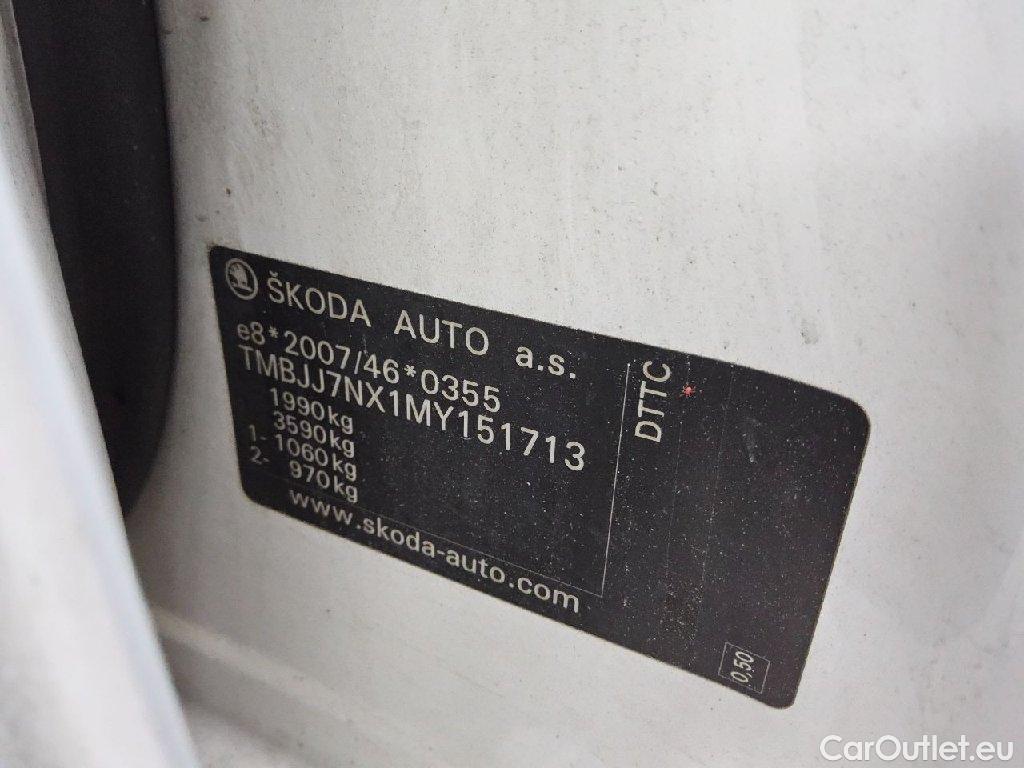 ŠKODA AUTO a.s.
e8*2007/46*0355
TMBJJ7NX1MY151713
1990kg
3590kg
1- 1060kg
2- 970kg
www.skoda-auto.com
DTTC
0,50
CarOutlet.eu